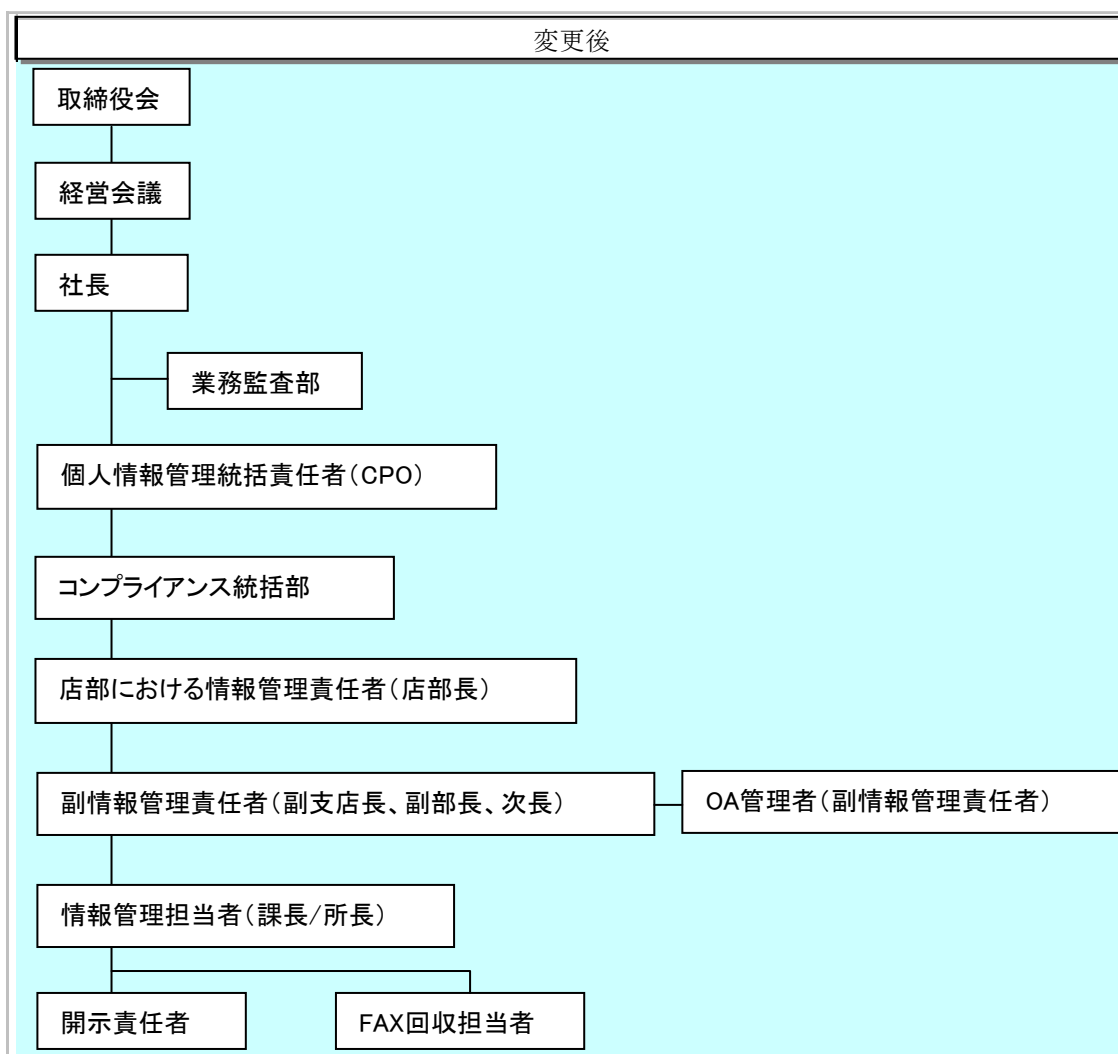 変更後
取締役会
経営会議
社長
業務監査部
個人情報管理統括責任者(CPO)
コンプライアンス統括部
店部における情報管理責任者(店部長)
副情報管理責任者(副支店長、副部長、次長)
OA管理者(副情報管理責任者)
情報管理担当者(課長/所長)
開示責任者
FAX回収担当者